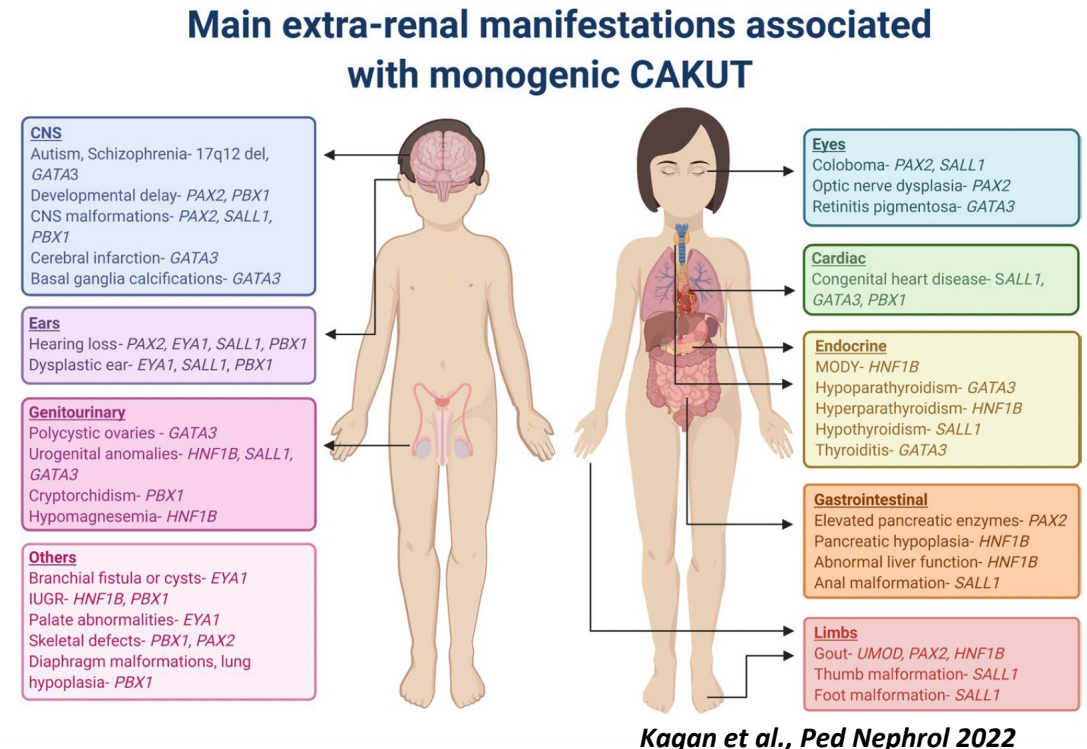 Main extra-renal manifestations associated
with monogenic CAKUT
CNS
Autism, Schizophrenia- 17q12 del,
GATA3
Developmental delay- PAX2, PBX1
CNS malformations- PAX2, SALL1,
PBX1
Cerebral infarction- GATA3
Basal ganglia calcifications- GATA3
Ears
Hearing loss- PAX2, EYA1, SALL1, PBX1
Dysplastic ear- EYA1, SALL1, PBX1
Genitourinary
Polycystic ovaries - GATA3
Urogenital anomalies- HNF1B, SALL1,
GATA3
Cryptorchidism- PBX1
Hypomagnesemia- HNF1B
Others
Branchial fistula or cysts- EYA1
IUGR- HNF1B, PBX1
Palate abnormalities- EYA1
Skeletal defects- PBX1, PAX2
Diaphragm malformations, lung
hypoplasia- PBX1
Eyes
Coloboma- PAX2, SALL1
Optic nerve dysplasia- PAX2
Retinitis pigmentosa- GATA3
Cardiac
Congenital heart disease- SALL1,
GATA3, PBX1
Endocrine
MODY- HNF1B
Hypoparathyroidism- GATA3
Hyperparathyroidism- HNF1B
Hypothyroidism- SALL1
Thyroiditis- GATA3
Gastrointestinal
Elevated pancreatic enzymes- PAX2
Pancreatic hypoplasia- HNF1B
Abnormal liver function- HNF1B
Anal malformation- SALL1
Limbs
Gout- UMOD, PAX2, HNF1B
Thumb malformation- SALL1
Foot malformation- SALL1
Kagan et al., Ped Nephrol 2022